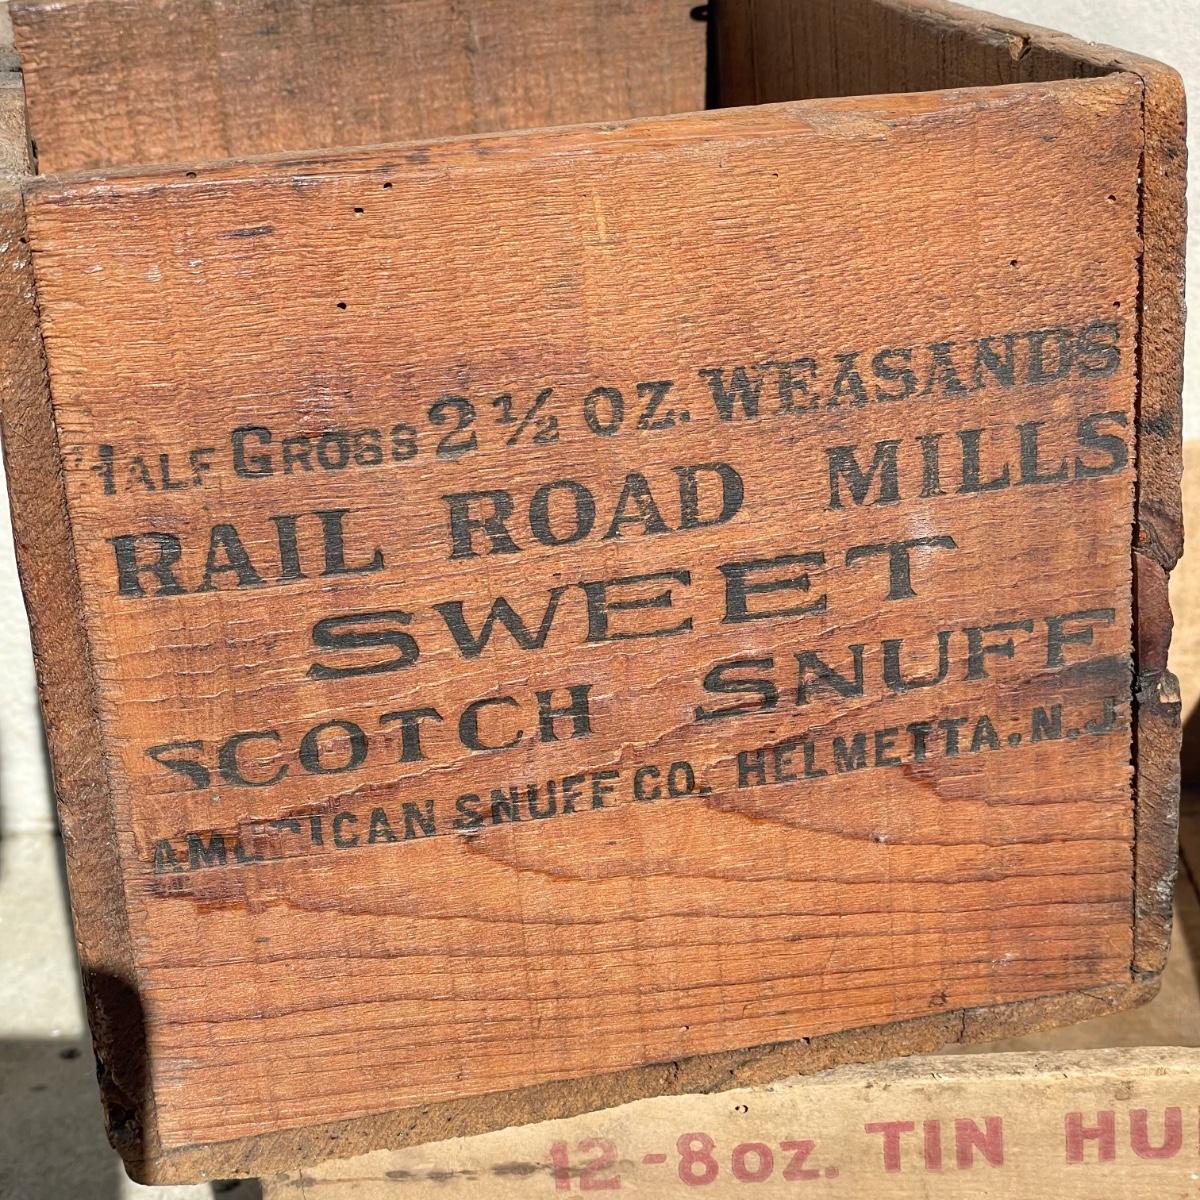 HALF GROSS 2½ OZ. WEASANDS
RAIL ROAD MILLS
SWEET
SCOTCH SNUFF
AMERICAN SNUFF CO. HELMETTA. N.J.
12-8oz. TIN